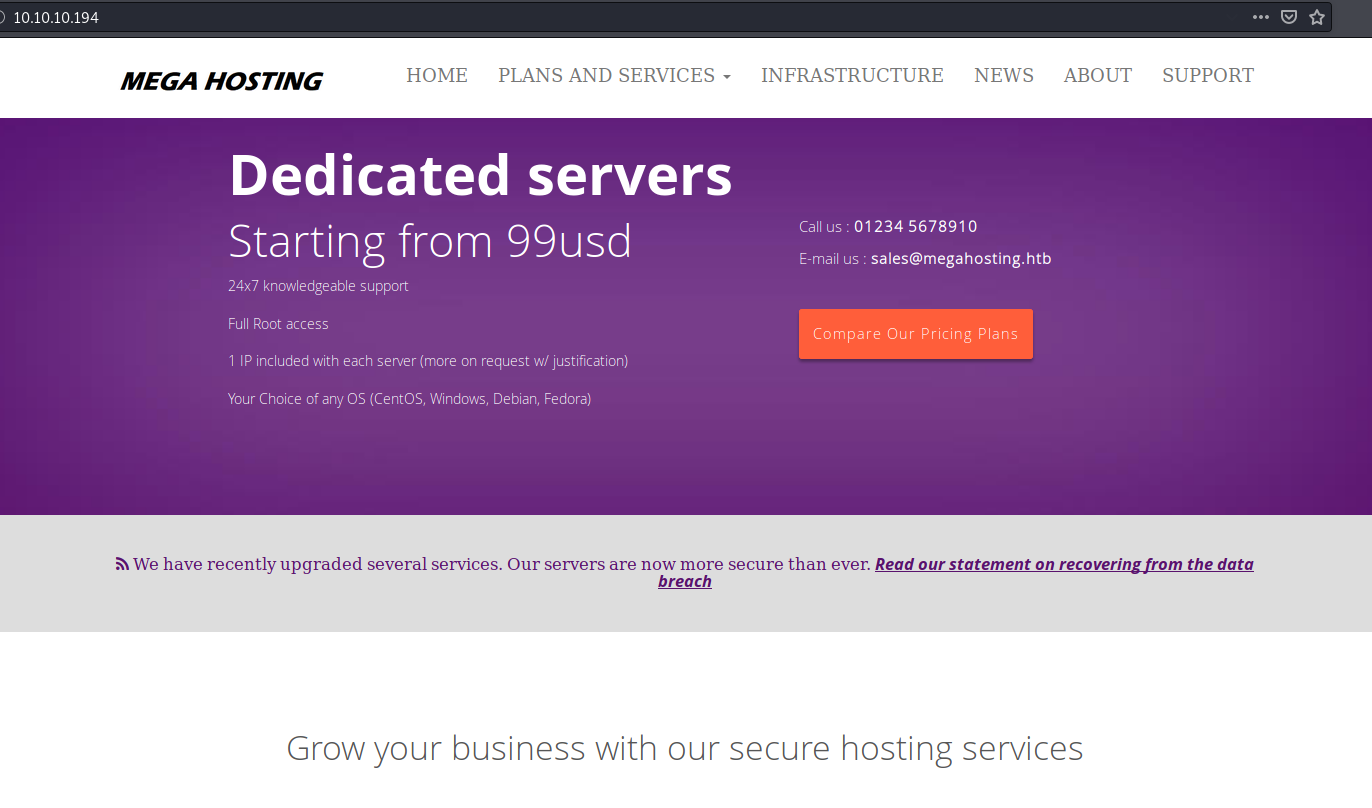 10.10.10.194
MEGA HOSTING
HOME PLANS AND SERVICES INFRASTRUCTURE NEWS ABOUT SUPPORT
Dedicated servers
Starting from 99usd
24x7 knowledgeable support
Full Root access
1 IP included with each server (more on request w/ justification)
Your Choice of any OS (CentOS, Windows, Debian, Fedora)
Call us : 01234 5678910
E-mail us : sales@megahosting.htb
Compare Our Pricing Plans
We have recently upgraded several services. Our servers are now more secure than ever. Read our statement on recovering from the data
breach
Grow your business with our secure hosting services